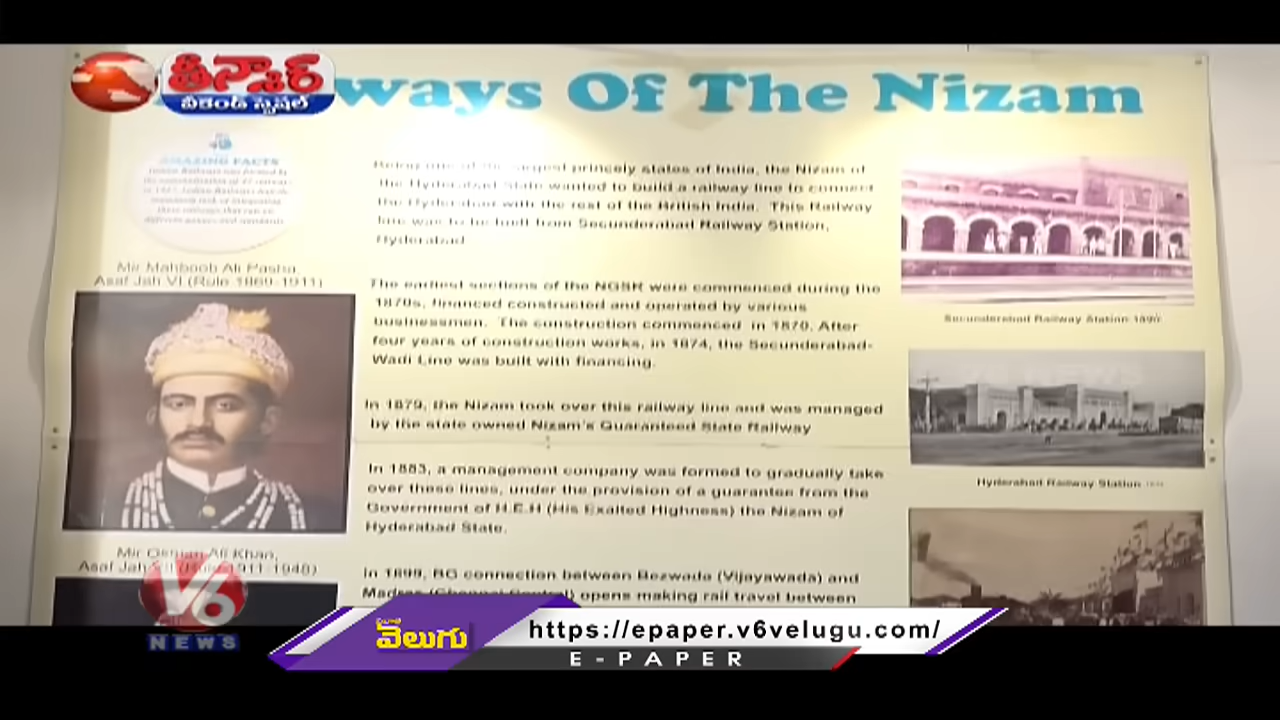 తీన్మార్
వీకెండ్ స్పెషల్
ways Of The Nizam
AMAZING FACTS
Being one of the largest princely states of India, the Nizam of
the Hyderabad State wanted to build a railway line to connect
the Hyderabad with the rest of the British India. This Railway
line was to be built from Secunderabad Railway Station,
Hyderabad
Mir Mahboob Ali Pasha,
Asaf Jah VI (Rule 1869-1911)
The earliest sections of the NGSR were commenced during the
1870s, financed constructed and operated by various
businessmen. The construction commenced in 1870. After
four years of construction works, in 1874, the Secunderabad-
Wadi Line was built with financing.
In 1879, the Nizam took over this railway line and was managed
by the state owned Nizam's Guaranteed State Railway
In 1883, a management company was formed to gradually take
over these lines, under the provision of a guarantee from the
Government of H.E.H (His Exalted Highness) the Nizam of
Hyderabad State.
In 1899, BG connection between Bezwada (Vijayawada) and
Madras (Chennai Central) opens making rail travel between
Secunderabad Railway Station
Hyderabad Railway Station
Mir Osman Ali Khan,
Asaf Jah VII (Rule 1911-1948)
V6
NEWS
వెలుగు
https://epaper.v6velugu.com/
E-PAPER